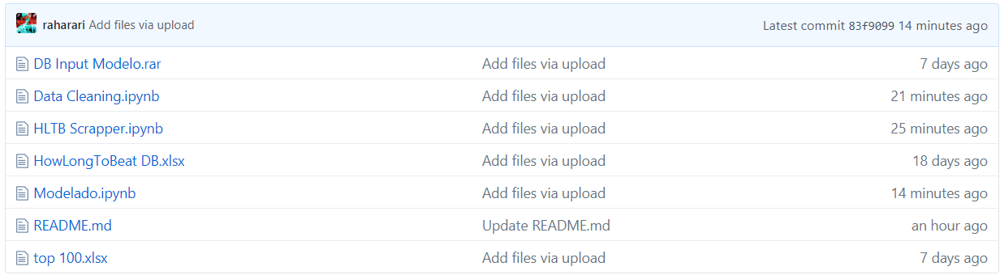 raharari Add files via upload Latest commit 83f9099 14 minutes ago
DB Input Modelo.rar Add files via upload 7 days ago
Data Cleaning.ipynb Add files via upload 21 minutes ago
HLTB Scrapper.ipynb Add files via upload 25 minutes ago
HowLongToBeat DB.xlsx Add files via upload 18 days ago
Modelado.ipynb Add files via upload 14 minutes ago
README.md Update README.md an hour ago
top 100.xlsx Add files via upload 7 days ago